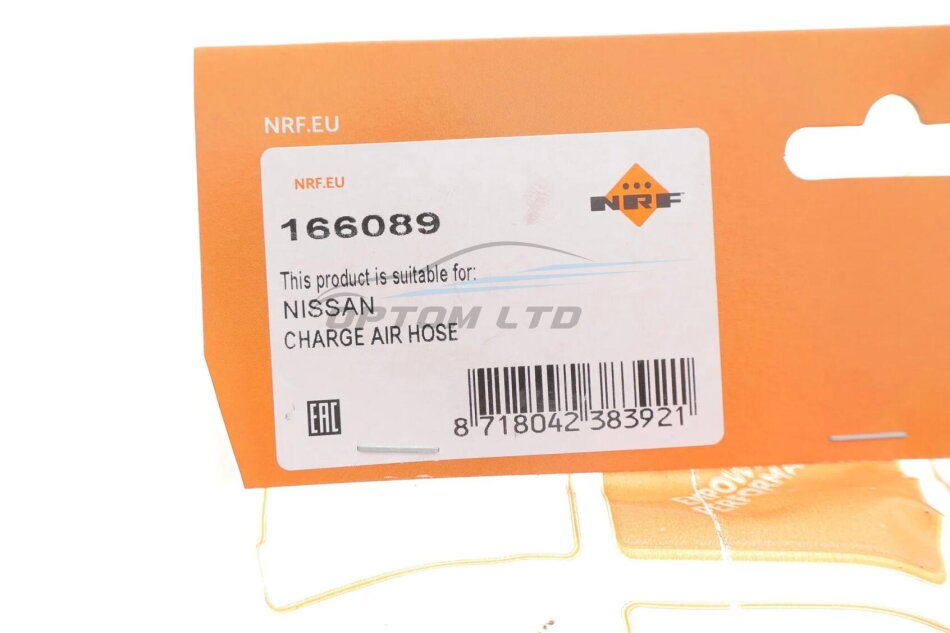 NRF.EU
NRF.EU
NRF
166089
This product is suitable for:
NISSAN
OPTOM LTD
CHARGE AIR HOSE
EAC
8 718042 383921